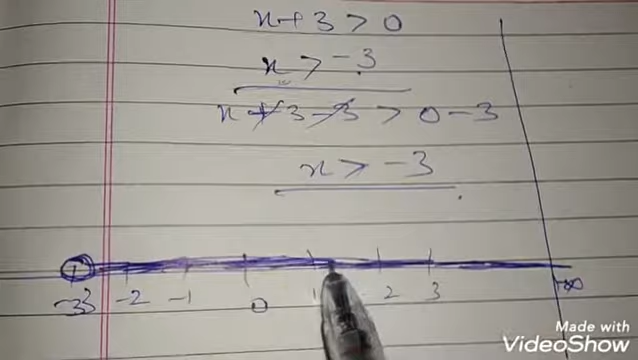 x + 3 > 0
x > -3
x + 3 - 3 > 0 - 3
x > -3
-3 -2 -1 0 1 2 3 ∞
Made with
VideoShow